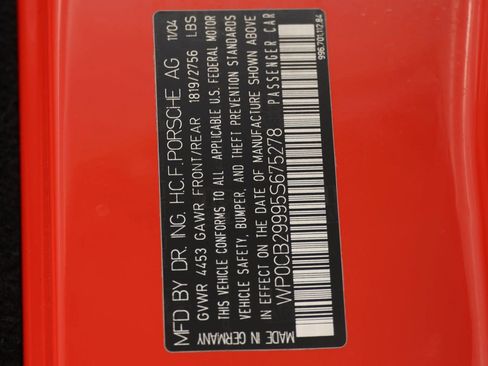 MFD BY DR. ING. H.C.F. PORSCHE AG 11/04
GVWR 4453 GAWR FRONT/REAR 1819/2756 LBS
THIS VEHICLE CONFORMS TO ALL APPLICABLE U.S. FEDERAL MOTOR
VEHICLE SAFETY, BUMPER, AND THEFT PREVENTION STANDARDS
IN EFFECT ON THE DATE OF MANUFACTURE SHOWN ABOVE
WP0CB29995S675278 PASSENGER CAR
MADE IN GERMANY 996.701.112.84